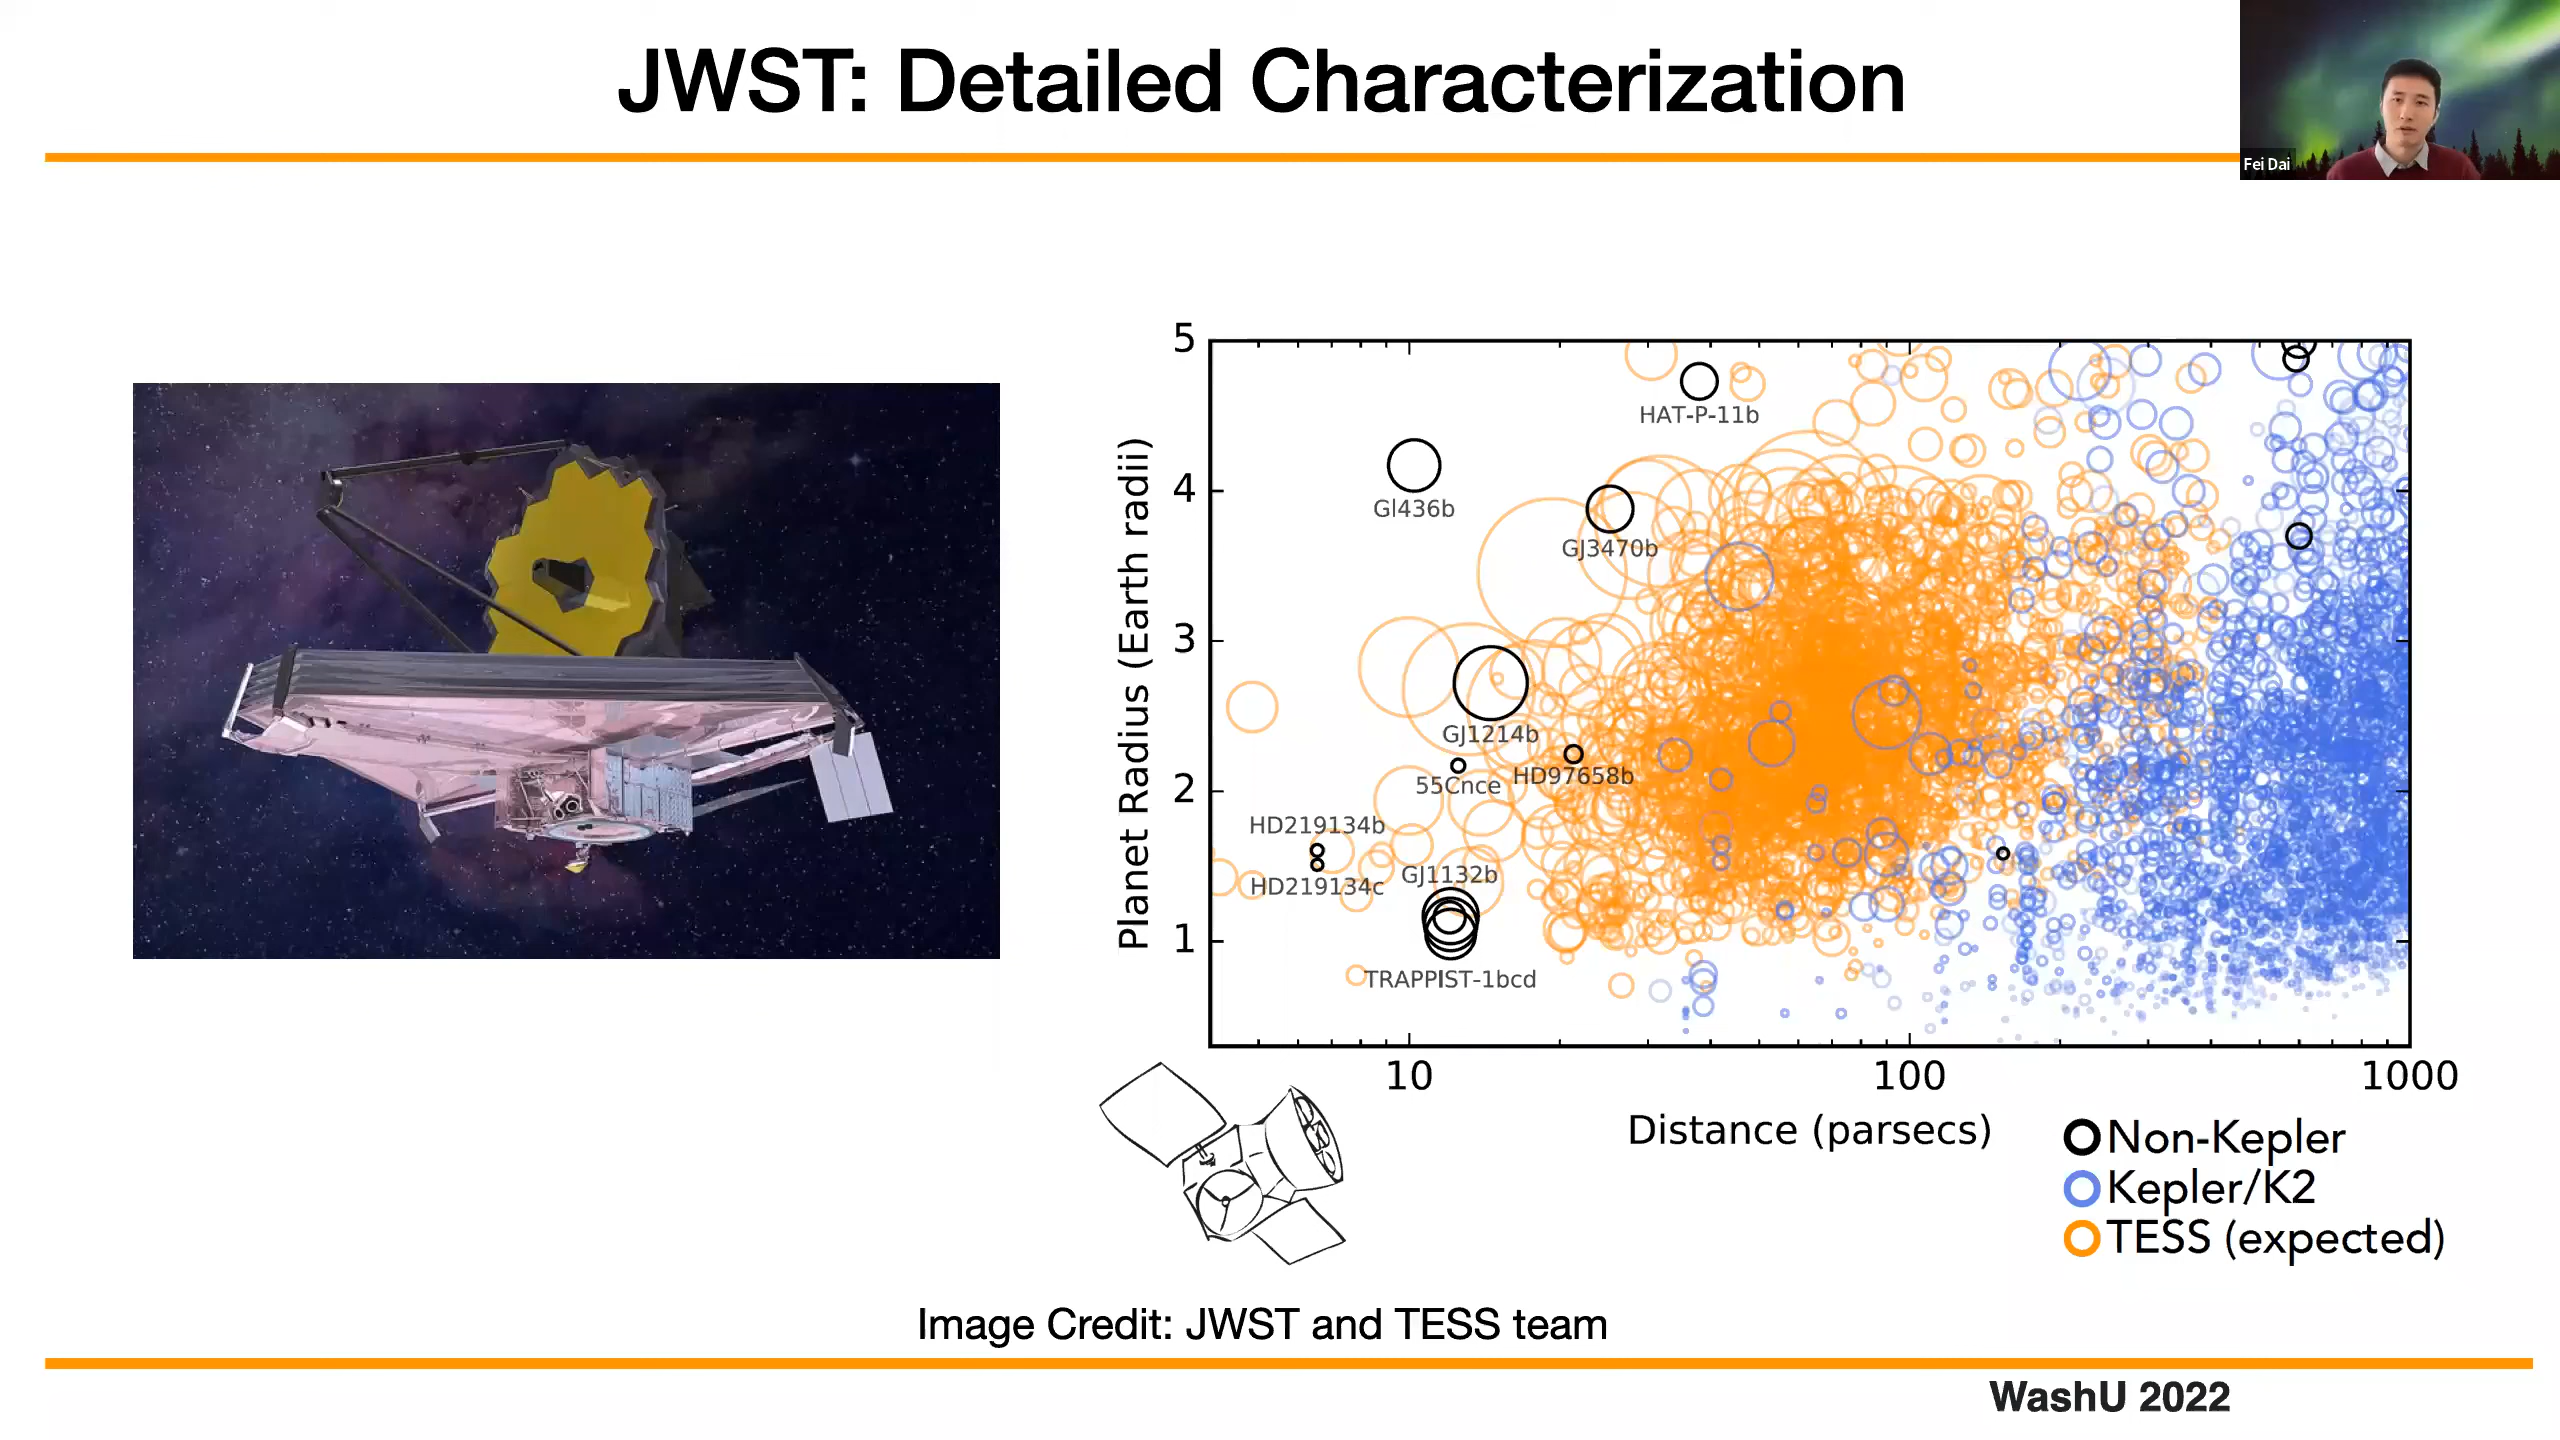 JWST: Detailed Characterization
Fei Dai
5
4
3
2
1
Planet Radius (Earth radii)
HAT-P-11b
Gl436b
GJ3470b
GJ1214b
HD97658b
55Cnce
HD219134b
HD219134c
GJ1132b
TRAPPIST-1bcd
10
100
1000
Distance (parsecs)
Non-Kepler
Kepler/K2
TESS (expected)
Image Credit: JWST and TESS team
WashU 2022